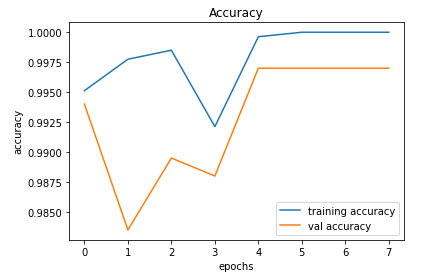 Accuracy
1.0000
0.9975
0.9950
0.9925
0.9900
0.9875
0.9850
accuracy
0 1 2 3 4 5 6 7
epochs
training accuracy
val accuracy